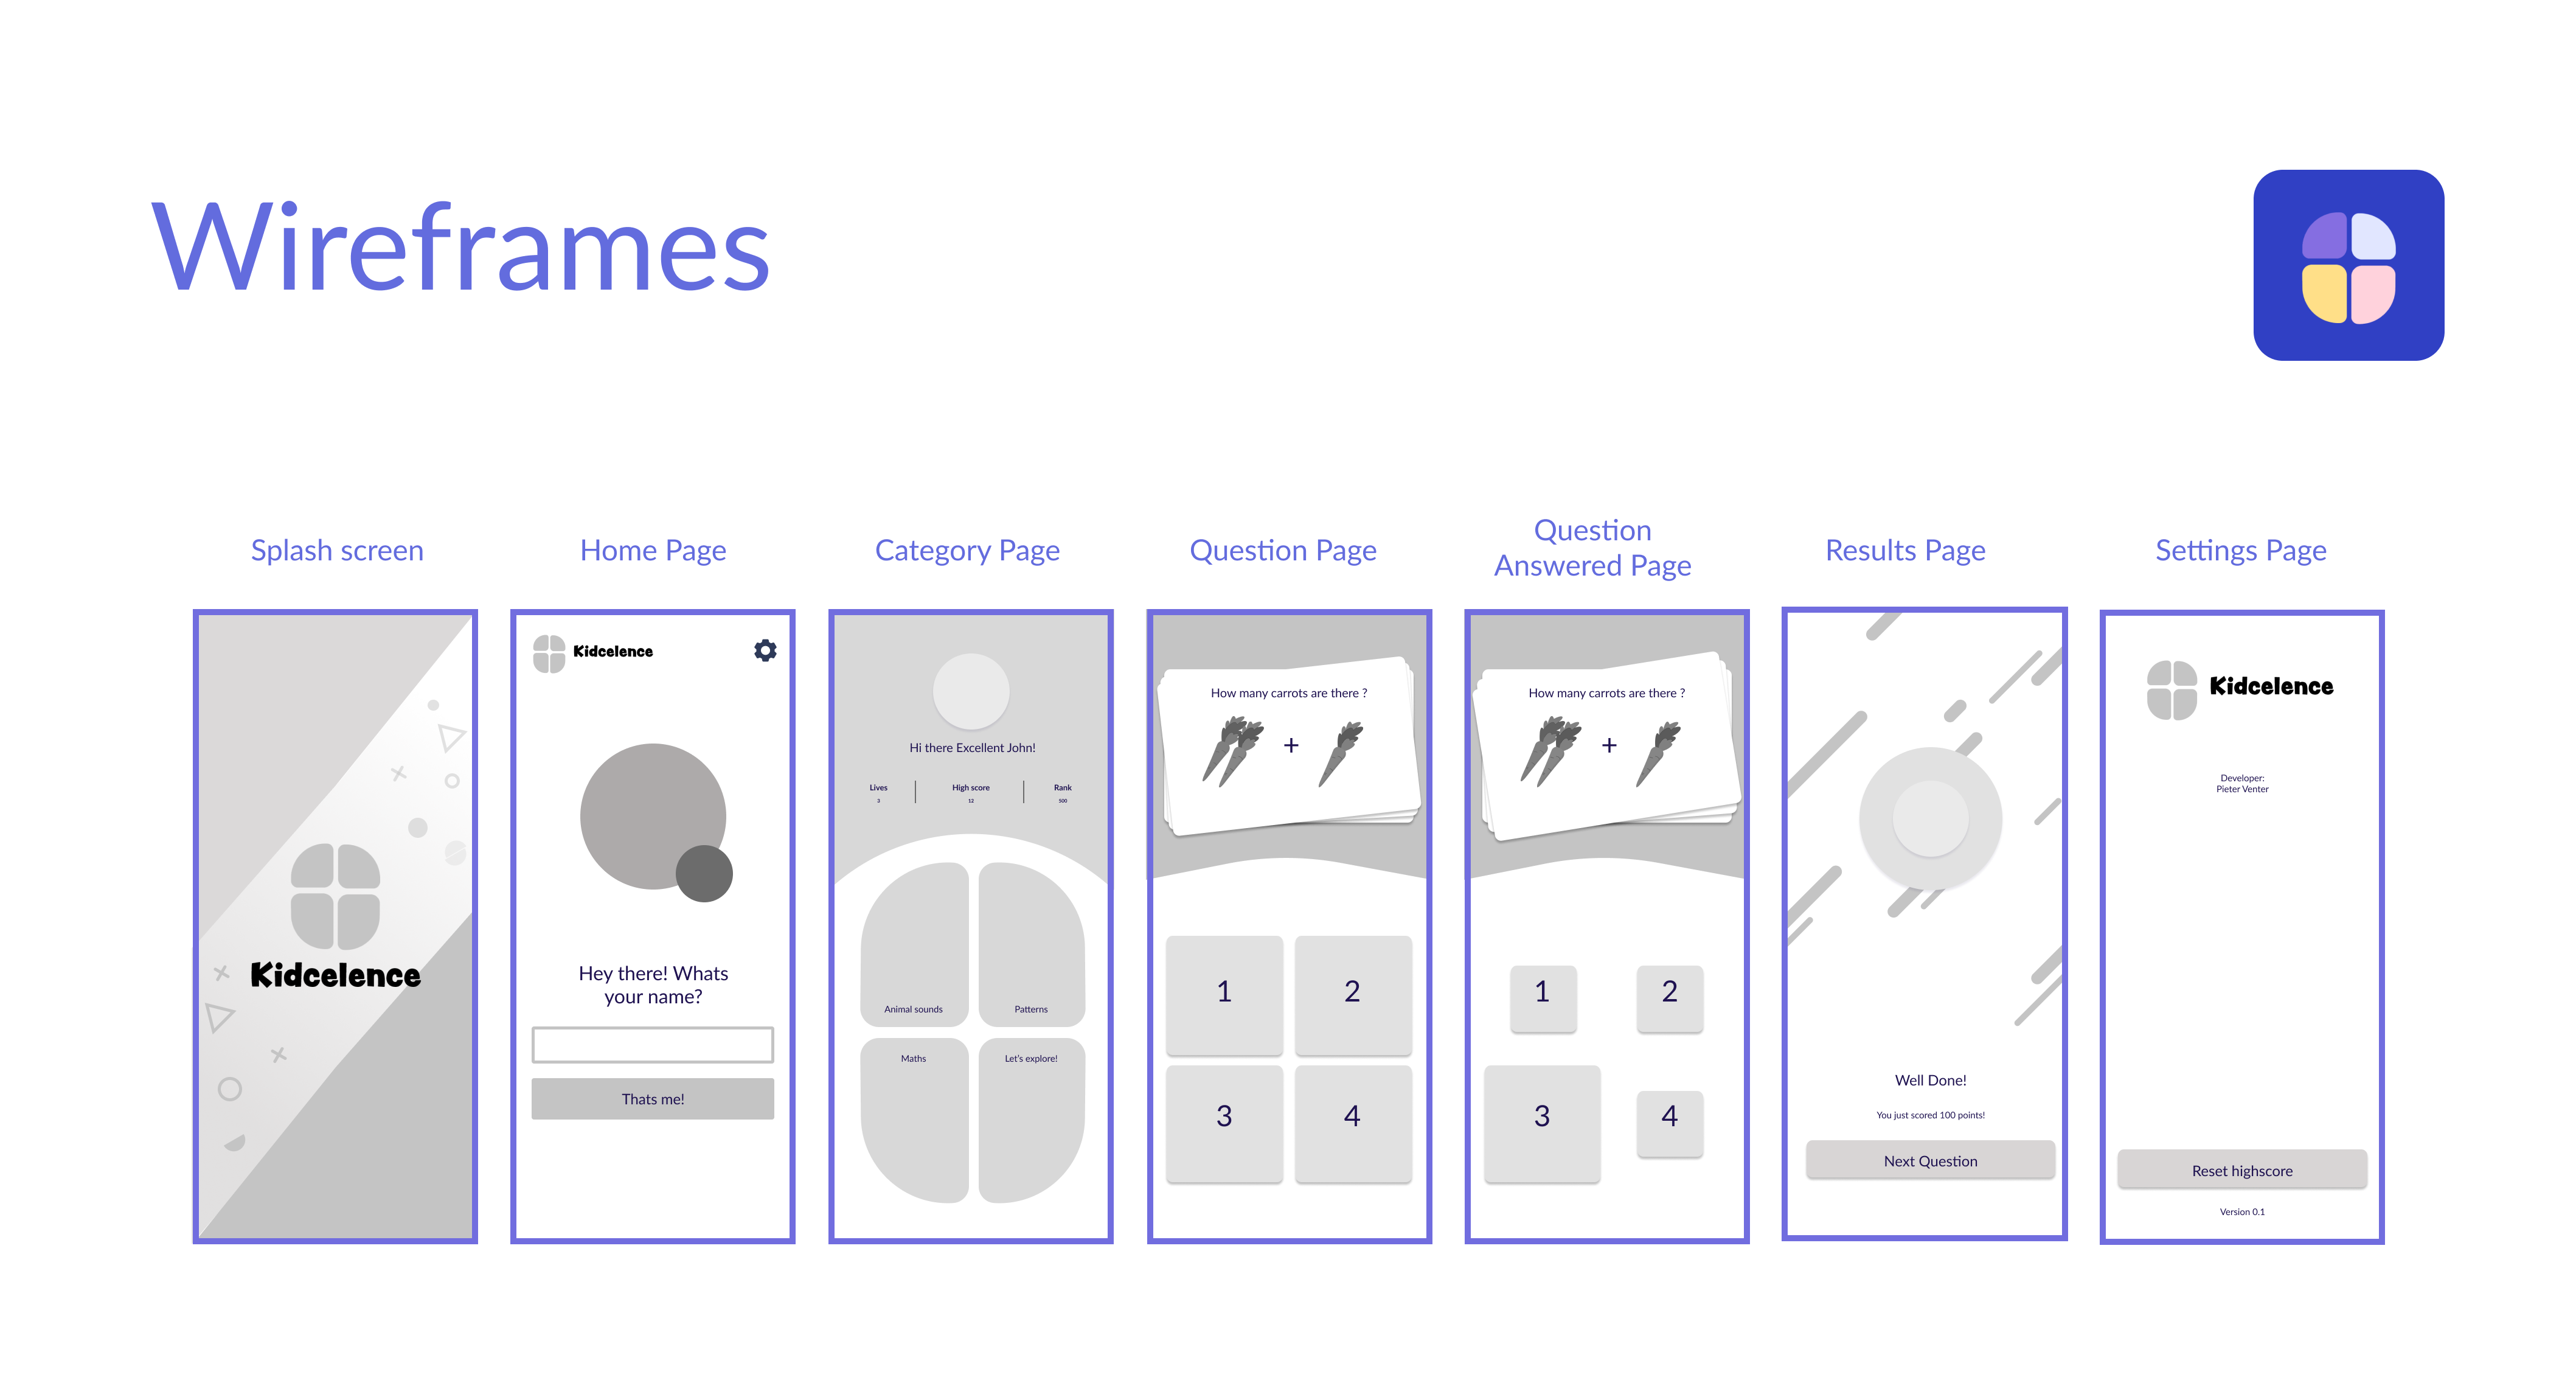 Wireframes
Splash screen
Kidcelence
Home Page
Kidcelence
Hey there! Whats
your name?
Thats me!
Category Page
Hi there Excellent John!
Lives
3
High score
12
Rank
500
Animal sounds
Patterns
Maths
Let's explore!
Question Page
How many carrots are there ?
+
1
2
3
4
Question
Answered Page
How many carrots are there ?
+
1
2
3
4
Results Page
Well Done!
You just scored 100 points!
Next Question
Settings Page
Kidcelence
Developer:
Pieter Venter
Reset highscore
Version 0.1